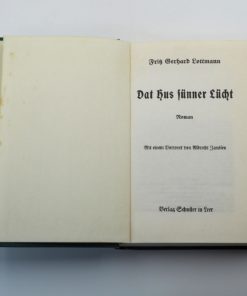 Fritz Gerhard Lottmann
Dat Hus sünner Lücht
Roman
Mit einem Vorwort von Albrecht Janssen
Verlag Schuster in Leer